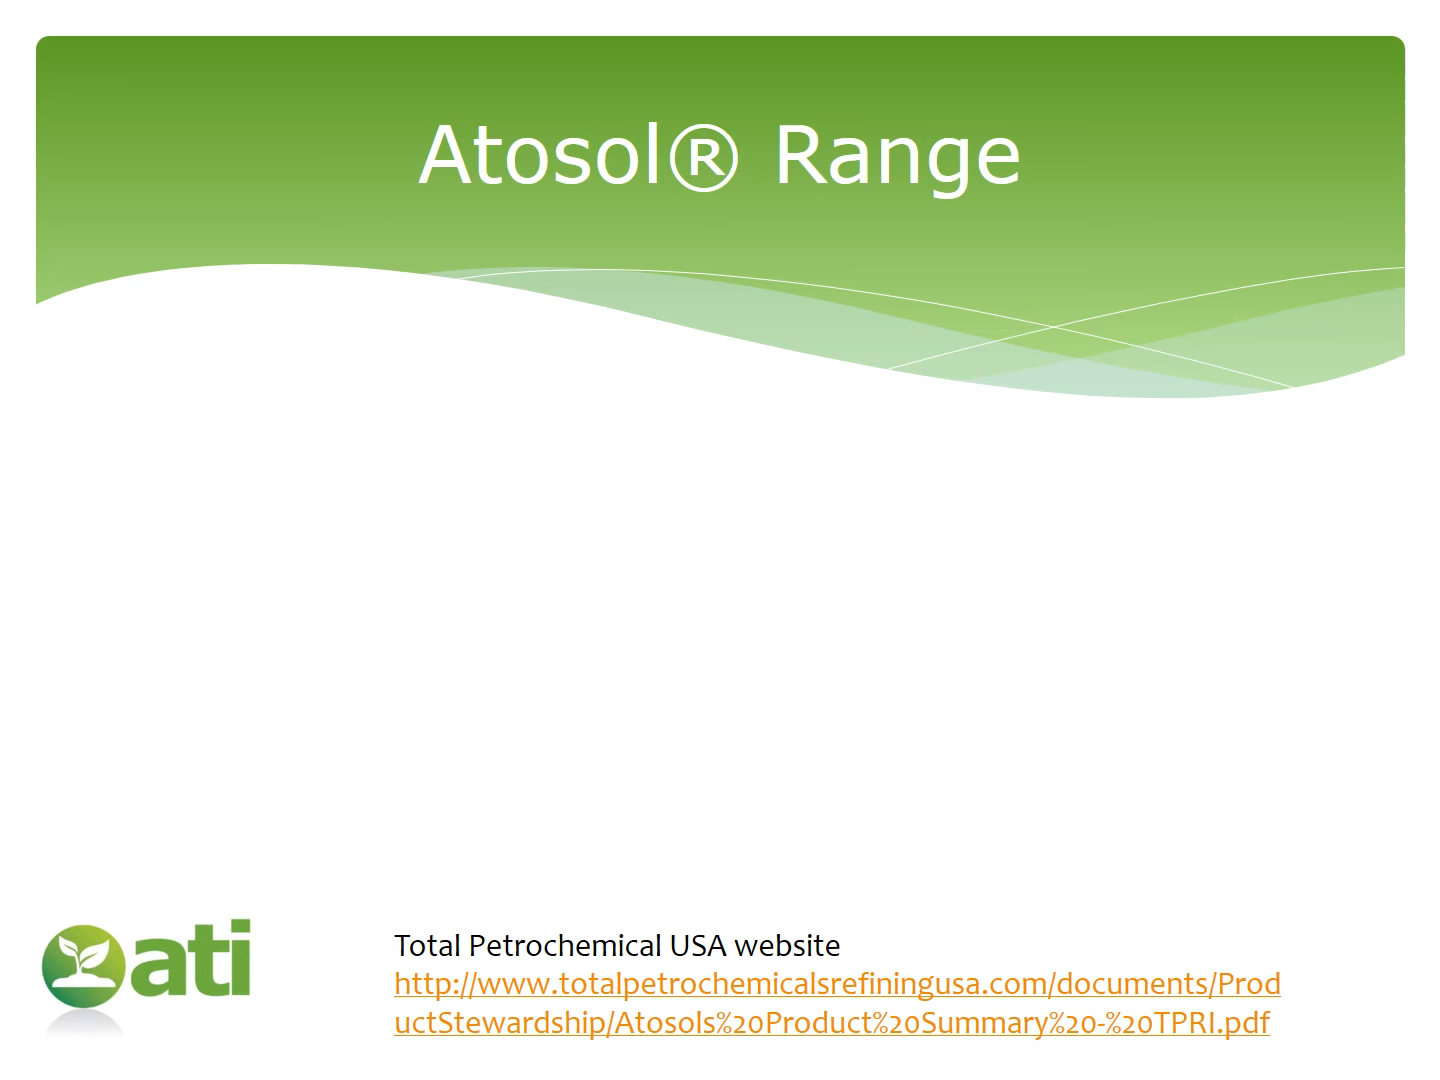 Atosol® Range
ati
Total Petrochemical USA website
http://www.totalpetrochemicalsrefiningusa.com/documents/Prod
uctStewardship/Atosols%20Product%20Summary%20-%20TPRI.pdf